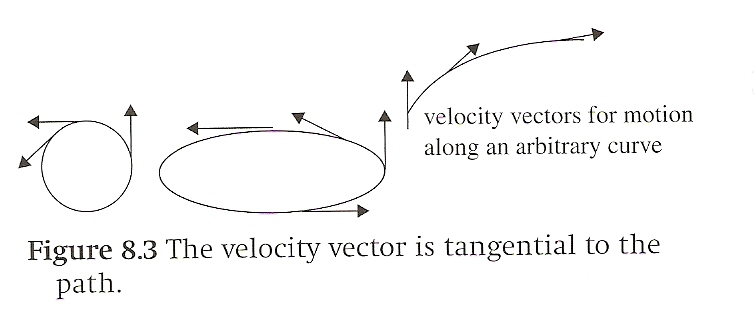 velocity vectors for motion
along an arbitrary curve
Figure 8.3 The velocity vector is tangential to the
path.